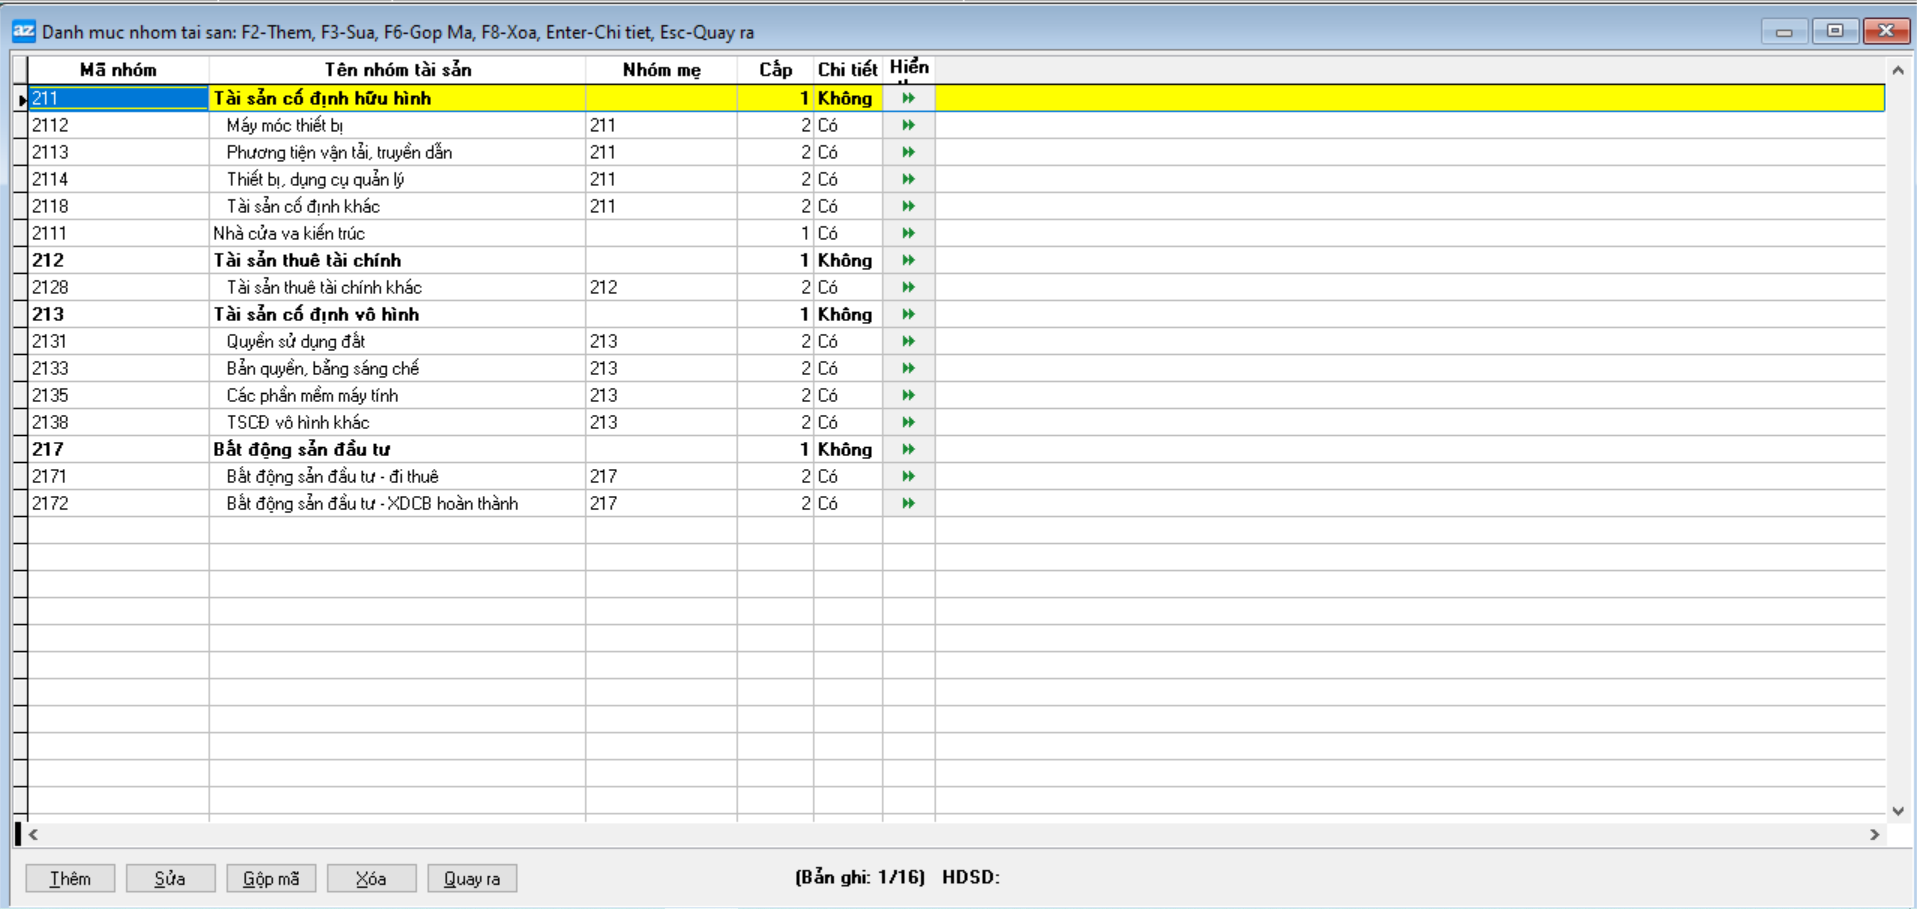 az Danh muc nhom tai san: F2-Them, F3-Sua, F6-Gop Ma, F8-Xoa, Enter-Chi tiet, Esc-Quay ra
Mã nhóm Tên nhóm tài sản Nhóm mẹ Cấp Chi tiết Hiển
211 Tài sản cố định hữu hình 1 Không
2112 Máy móc thiết bị 211 2 Có
2113 Phương tiện vận tải, truyền dẫn 211 2 Có
2114 Thiết bị, dụng cụ quản lý 211 2 Có
2118 Tài sản cố định khác 211 2 Có
2111 Nhà cửa va kiến trúc 1 Có
212 Tài sản thuê tài chính 1 Không
2128 Tài sản thuê tài chính khác 212 2 Có
213 Tài sản cố định vô hình 1 Không
2131 Quyền sử dụng đất 213 2 Có
2133 Bản quyền, bằng sáng chế 213 2 Có
2135 Các phần mềm máy tính 213 2 Có
2138 TSCĐ vô hình khác 213 2 Có
217 Bất động sản đầu tư 1 Không
2171 Bất động sản đầu tư - đi thuê 217 2 Có
2172 Bất động sản đầu tư - XDCB hoàn thành 217 2 Có
Thêm Sửa Gộp mã Xóa Quay ra (Bản ghi: 1/16) HDSD: